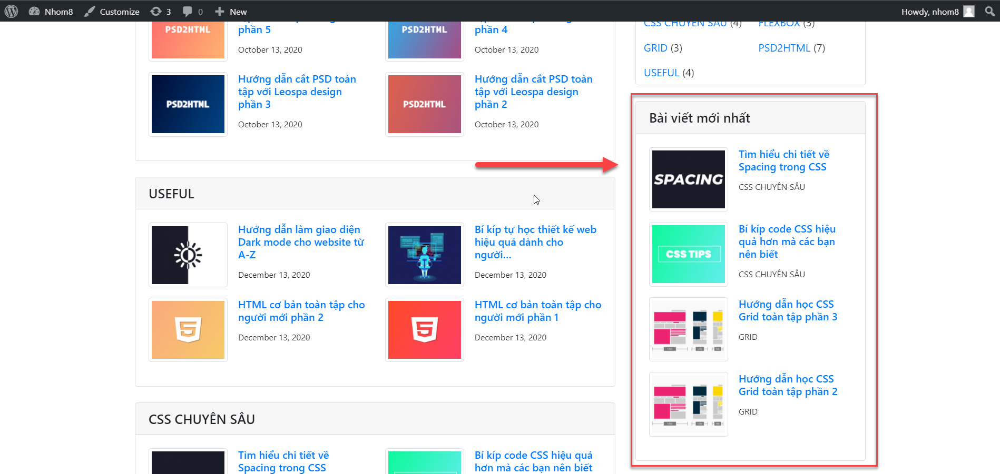 Nhom8
Customize
3
0
New
Howdy, nhom8
PSD2HTML
phần 5
October 13, 2020
PSD2HTML
phần 4
October 13, 2020
PSD2HTML
Hướng dẫn cắt PSD toàn
tập với Leospa design
phần 3
October 13, 2020
PSD2HTML
Hướng dẫn cắt PSD toàn
tập với Leospa design
phần 2
October 13, 2020
USEFUL
Hướng dẫn làm giao diện
Dark mode cho website từ
A-Z
December 13, 2020
Bí kíp tự học thiết kế web
hiệu quả dành cho
người...
December 13, 2020
HTML cơ bản toàn tập cho
người mới phần 2
December 13, 2020
HTML cơ bản toàn tập cho
người mới phần 1
December 13, 2020
CSS CHUYÊN SÂU
Tìm hiểu chi tiết về
Spacing trong CSS
Bí kíp code CSS hiệu quả
hơn mà các bạn nên biết
CSS CHUYÊN SÂU (4)
FLEXBOX (3)
GRID (3)
PSD2HTML (7)
USEFUL (4)
Bài viết mới nhất
SPACING
Tìm hiểu chi tiết về
Spacing trong CSS
CSS CHUYÊN SÂU
CSS TIPS
Bí kíp code CSS hiệu
quả hơn mà các bạn
nên biết
CSS CHUYÊN SÂU
Hướng dẫn học CSS
Grid toàn tập phần 3
GRID
Hướng dẫn học CSS
Grid toàn tập phần 2
GRID